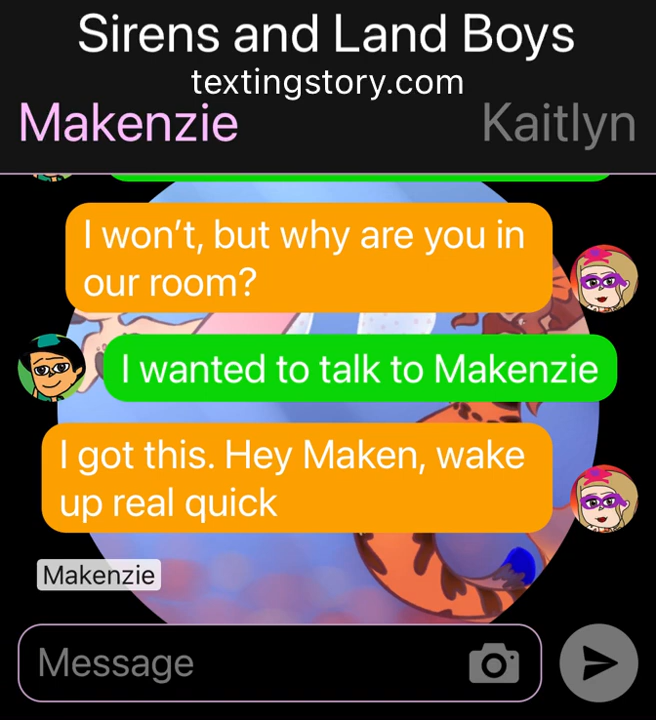 Sirens and Land Boys
textingstory.com
Makenzie
Kaitlyn
I won't, but why are you in
our room?
I wanted to talk to Makenzie
I got this. Hey Maken, wake
up real quick
Makenzie
Message